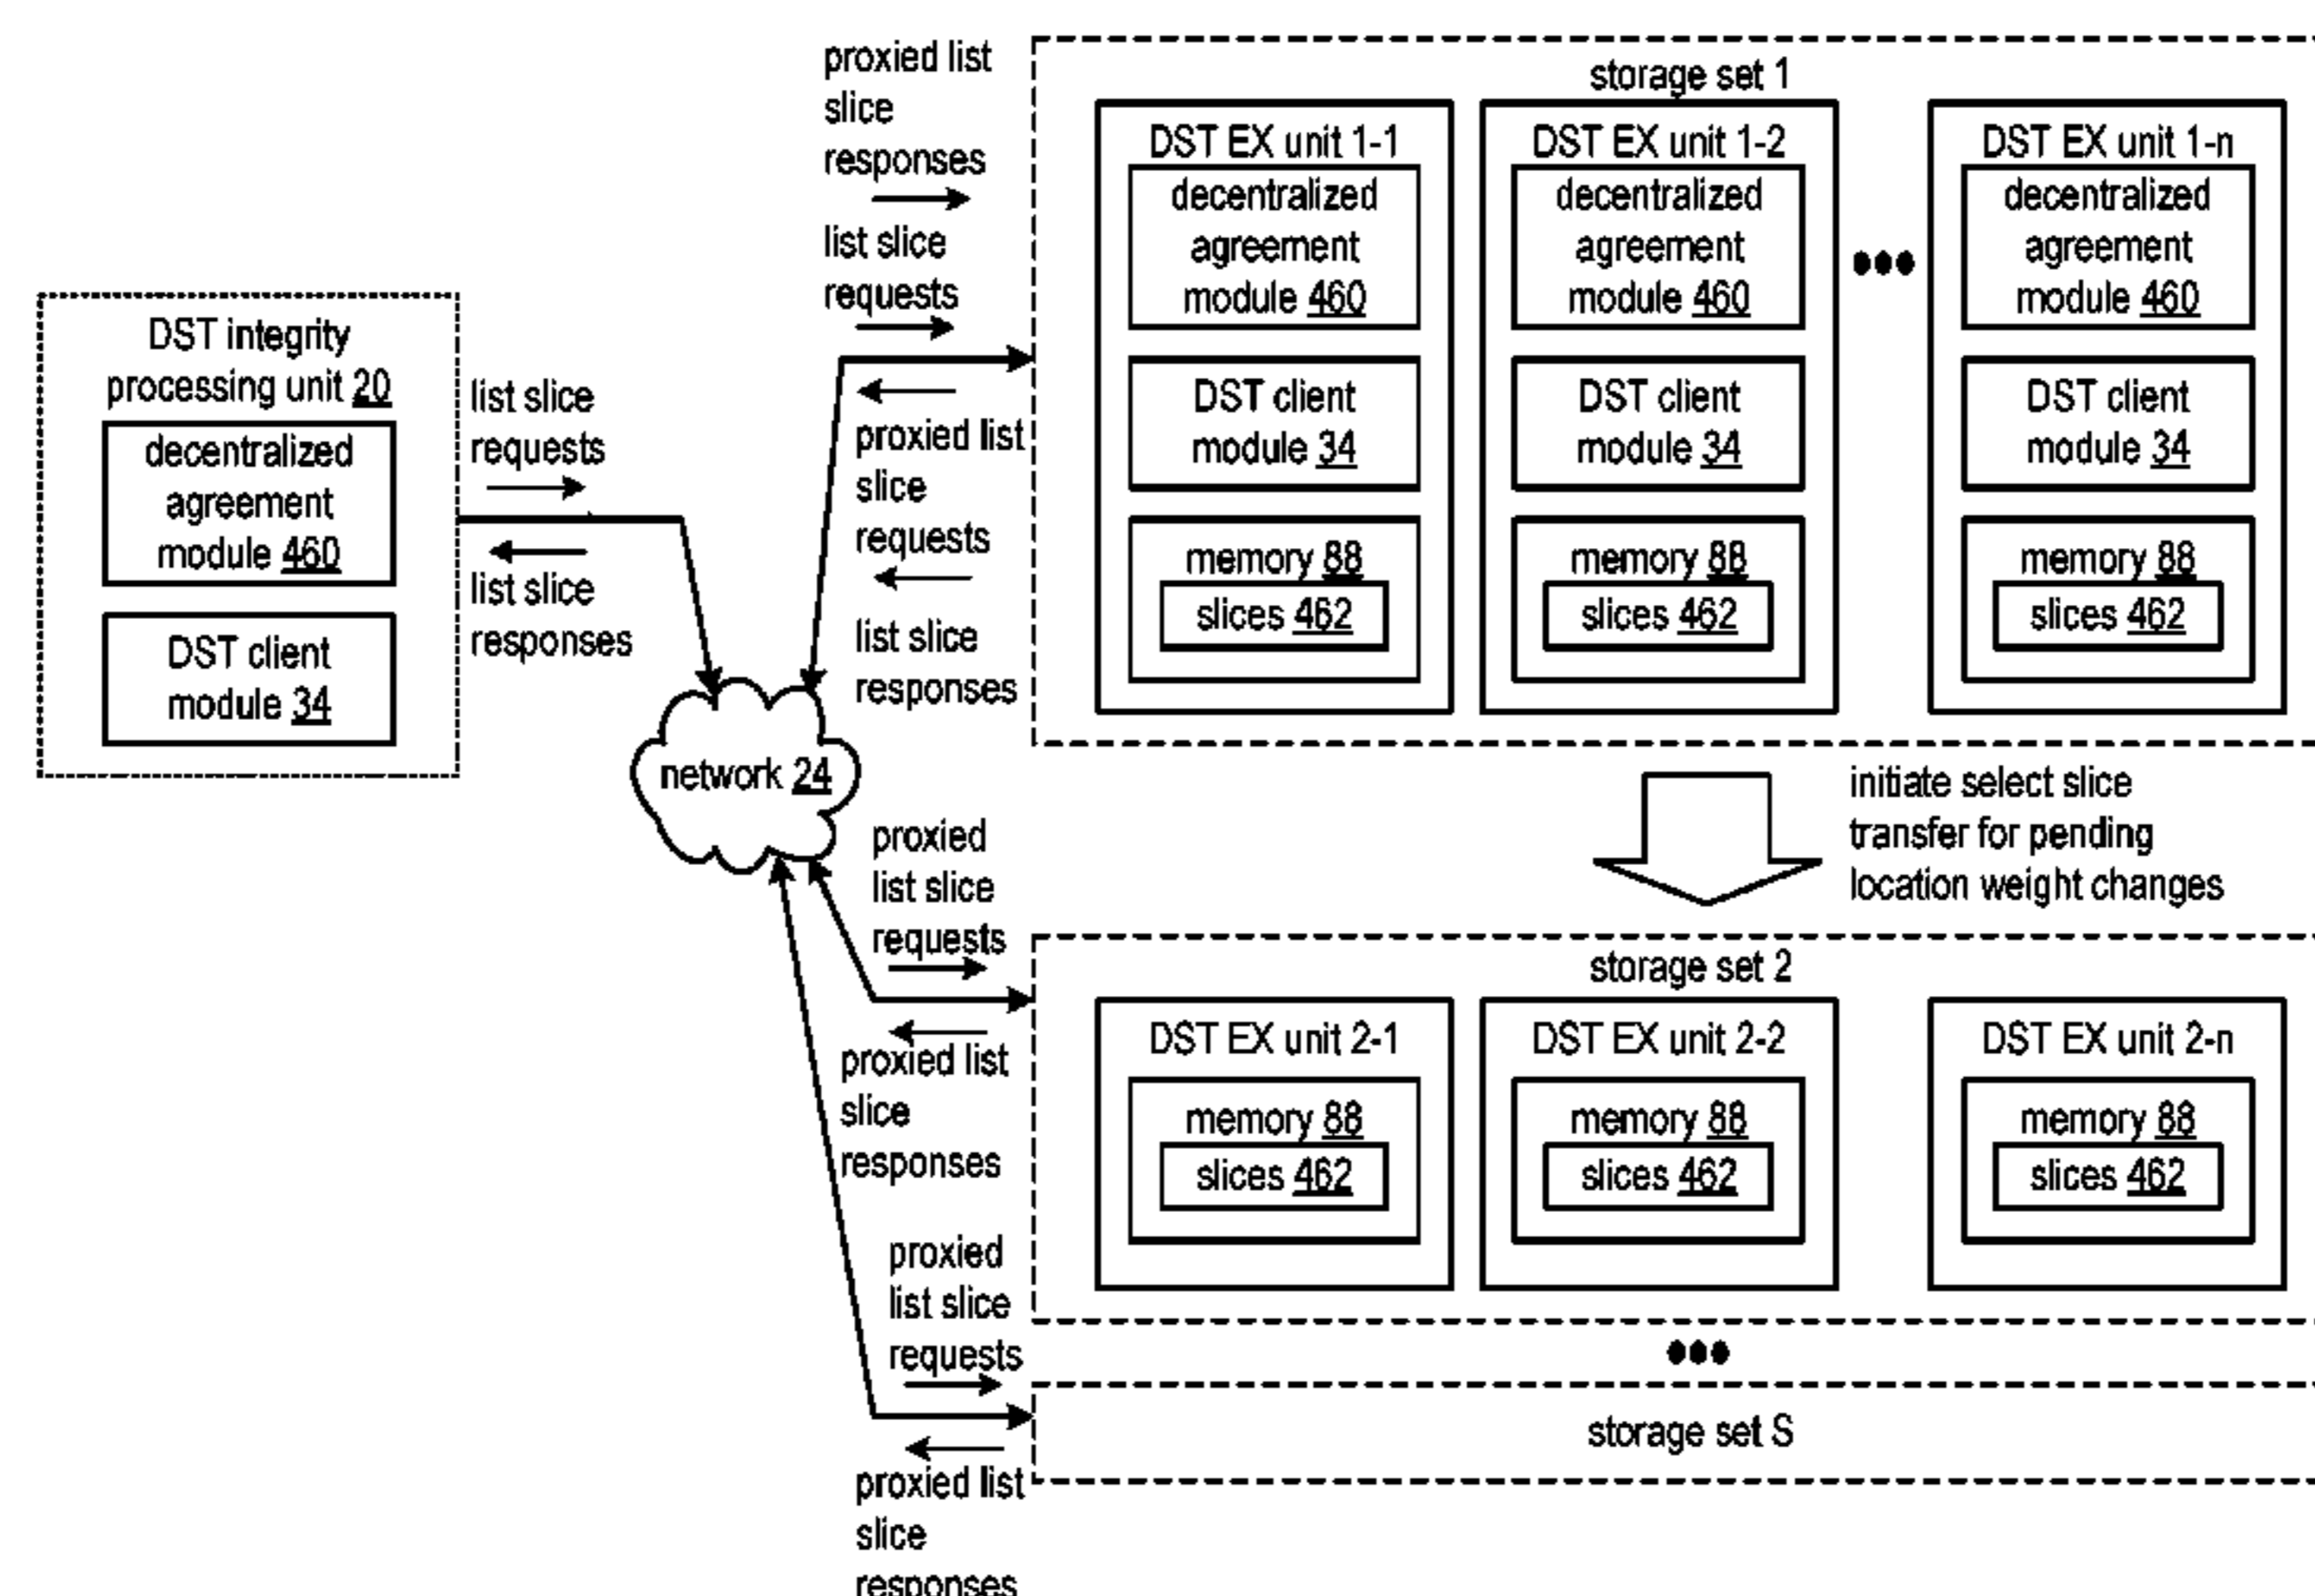 DST integrity
processing unit 20
decentralized
agreement
module 460
DST client
module 34
list slice
requests
list slice
responses
network 24
proxied list
slice
responses
list slice
requests
proxied list
slice
requests
list slice
responses
storage set 1
DST EX unit 1-1
decentralized
agreement
module 460
DST client
module 34
memory 88
slices 462
DST EX unit 1-2
decentralized
agreement
module 460
DST client
module 34
memory 88
slices 462
DST EX unit 1-n
decentralized
agreement
module 460
DST client
module 34
memory 88
slices 462
initiate select slice
transfer for pending
location weight changes
proxied
list slice
requests
proxied list
slice
responses
storage set 2
DST EX unit 2-1
memory 88
slices 462
DST EX unit 2-2
memory 88
slices 462
DST EX unit 2-n
memory 88
slices 462
proxied
list slice
requests
proxied list
slice
responses
storage set S